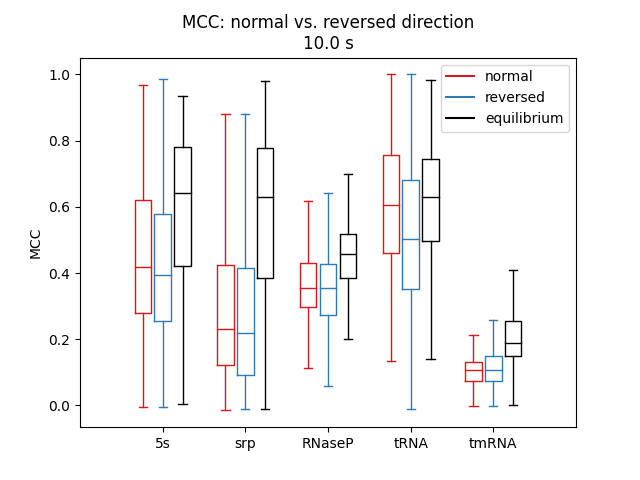 MCC: normal vs. reversed direction
10.0 s
normal
reversed
equilibrium
MCC
1.0
0.8
0.6
0.4
0.2
0.0
5s
srp
RNaseP
tRNA
tmRNA